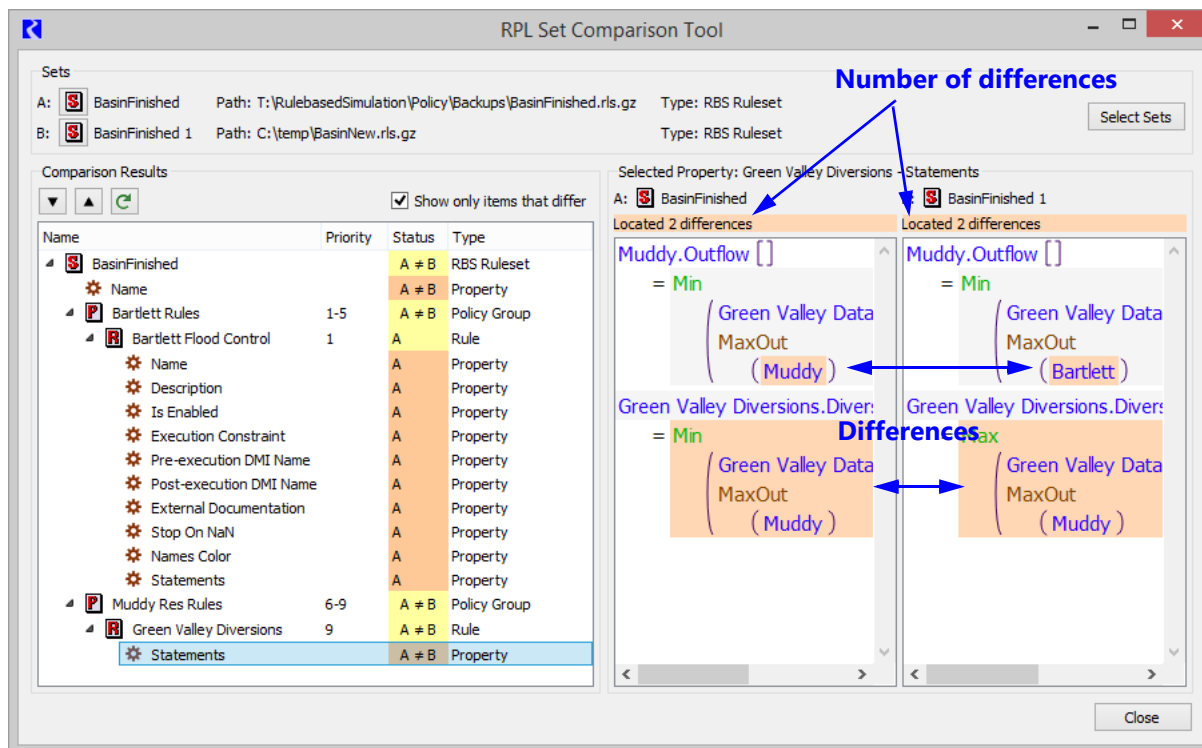 RPL Set Comparison Tool
Sets
Number of differences
A: S BasinFinished Path: T:\RulebasedSimulation\Policy\Backups\BasinFinished.rls.gz Type: RBS Ruleset
B: S BasinFinished 1 Path: C:\temp\BasinNew.rls.gz Type: RBS Ruleset
Select Sets
Comparison Results
Show only items that differ
Name Priority Status Type
S BasinFinished A ≠ B RBS Ruleset
Name A ≠ B Property
P Bartlett Rules 1-5 A ≠ B Policy Group
R Bartlett Flood Control 1 A Rule
Name A Property
Description A Property
Is Enabled A Property
Execution Constraint A Property
Pre-execution DMI Name A Property
Post-execution DMI Name A Property
External Documentation A Property
Stop On NaN A Property
Names Color A Property
Statements A Property
P Muddy Res Rules 6-9 A ≠ B Policy Group
R Green Valley Diversions 9 A ≠ B Rule
Statements A ≠ B Property
Selected Property: Green Valley Diversions - Statements
A: S BasinFinished
S BasinFinished 1
Located 2 differences
Located 2 differences
Muddy.Outflow []
= Min
(Green Valley Data
MaxOut
(Muddy)
Green Valley Diversions.Diver
= Min
(Green Valley Data
MaxOut
(Muddy)
Muddy.Outflow []
= Min
(Green Valley Data
MaxOut
(Bartlett)
Green Valley Diversions.Divers
Differences
Max
(Green Valley Data
MaxOut
(Muddy)
Close